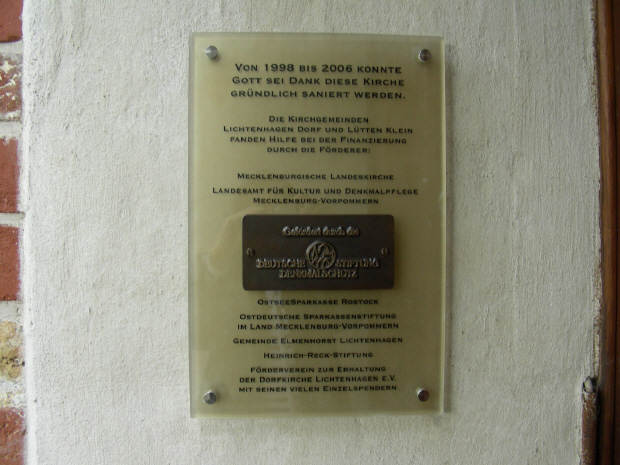 Von 1998 bis 2006 konnte
Gott sei Dank diese Kirche
gründlich saniert werden.
Die Kirchgemeinden
Lichtenhagen Dorf und Lütten Klein
fanden Hilfe bei der Finanzierung
durch die Förderer:
Mecklenburgische Landeskirche
Landesamt für Kultur und Denkmalpflege
Mecklenburg-Vorpommern
Gefördert durch die
DEUTSCHE STIFTUNG
DENKMALSCHUTZ
OstseeSparkasse Rostock
Ostdeutsche Sparkassenstiftung
im Land Mecklenburg-Vorpommern
Gemeinde Elmenhorst Lichtenhagen
Heinrich-Reck-Stiftung
Förderverein zur Erhaltung
der Dorfkirche Lichtenhagen e.V.
mit seinen vielen Einzelspendern